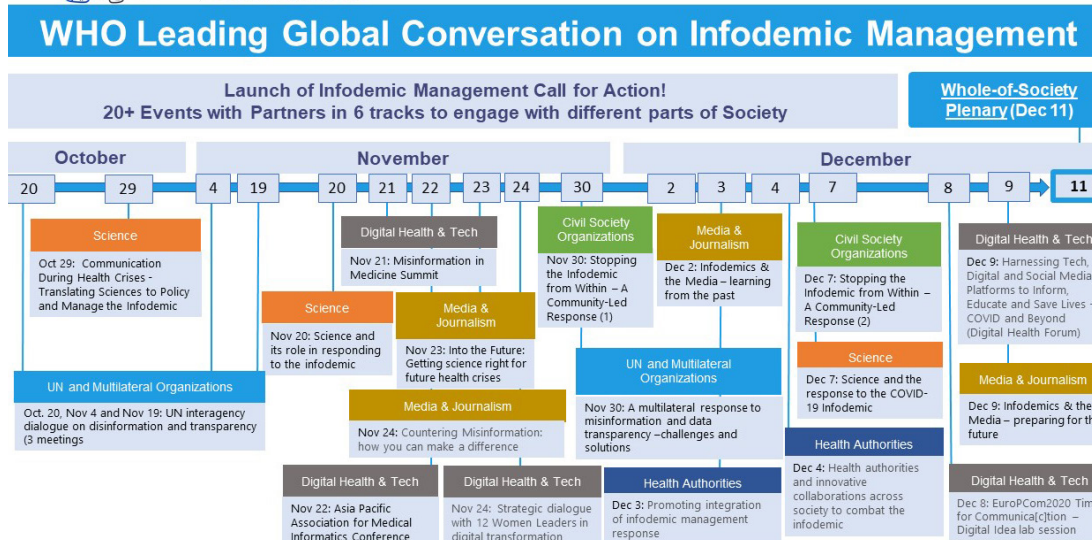 WHO Leading Global Conversation on Infodemic Management
Launch of Infodemic Management Call for Action!
20+ Events with Partners in 6 tracks to engage with different parts of Society
Whole-of-Society
Plenary (Dec 11)
October
November
December
20
29
4
19
20
21
22
23
24
30
2
3
4
7
8
9
11
Science
Oct 29: Communication
During Health Crises -
Translating Sciences to Policy
and Manage the Infodemic
UN and Multilateral Organizations
Oct. 20, Nov 4 and Nov 19: UN interagency
dialogue on disinformation and transparency
(3 meetings
Science
Nov 20: Science and
its role in responding
to the infodemic
Digital Health & Tech
Nov 21: Misinformation in
Medicine Summit
Media &
Journalism
Nov 23: Into the Future:
Getting science right for
future health crises
Media & Journalism
Nov 24: Countering Misinformation:
how you can make a difference
Digital Health & Tech
Nov 22: Asia Pacific
Association for Medical
Informatics Conference
Digital Health & Tech
Nov 24: Strategic dialogue
with 12 Women Leaders in
digital transformation
Civil Society
Organizations
Nov 30: Stopping
the Infodemic
from Within – A
Community-Led
Response (1)
UN and Multilateral
Organizations
Nov 30: A multilateral response to
misinformation and data
transparency –challenges and
solutions
Media &
Journalism
Dec 2: Infodemics &
the Media – learning
from the past
Health Authorities
Dec 3: Promoting integration
of infodemic management
response
Civil Society
Organizations
Dec 7: Stopping the
Infodemic from Within –
A Community-Led
Response (2)
Science
Dec 7: Science and the
response to the COVID-
19 Infodemic
Health Authorities
Dec 4: Health authorities
and innovative
collaborations across
society to combat the
infodemic
Digital Health & Tech
Dec 9: Harnessing Tech,
Digital and Social Media
Platforms to Inform,
Educate and Save Lives -
COVID and Beyond
(Digital Health Forum)
Media & Journalism
Dec 9: Infodemics & the
Media – preparing for
future
Digital Health & Tech
Dec 8: EuroPCom2020
for Communica[c]tion –
Digital Idea lab session